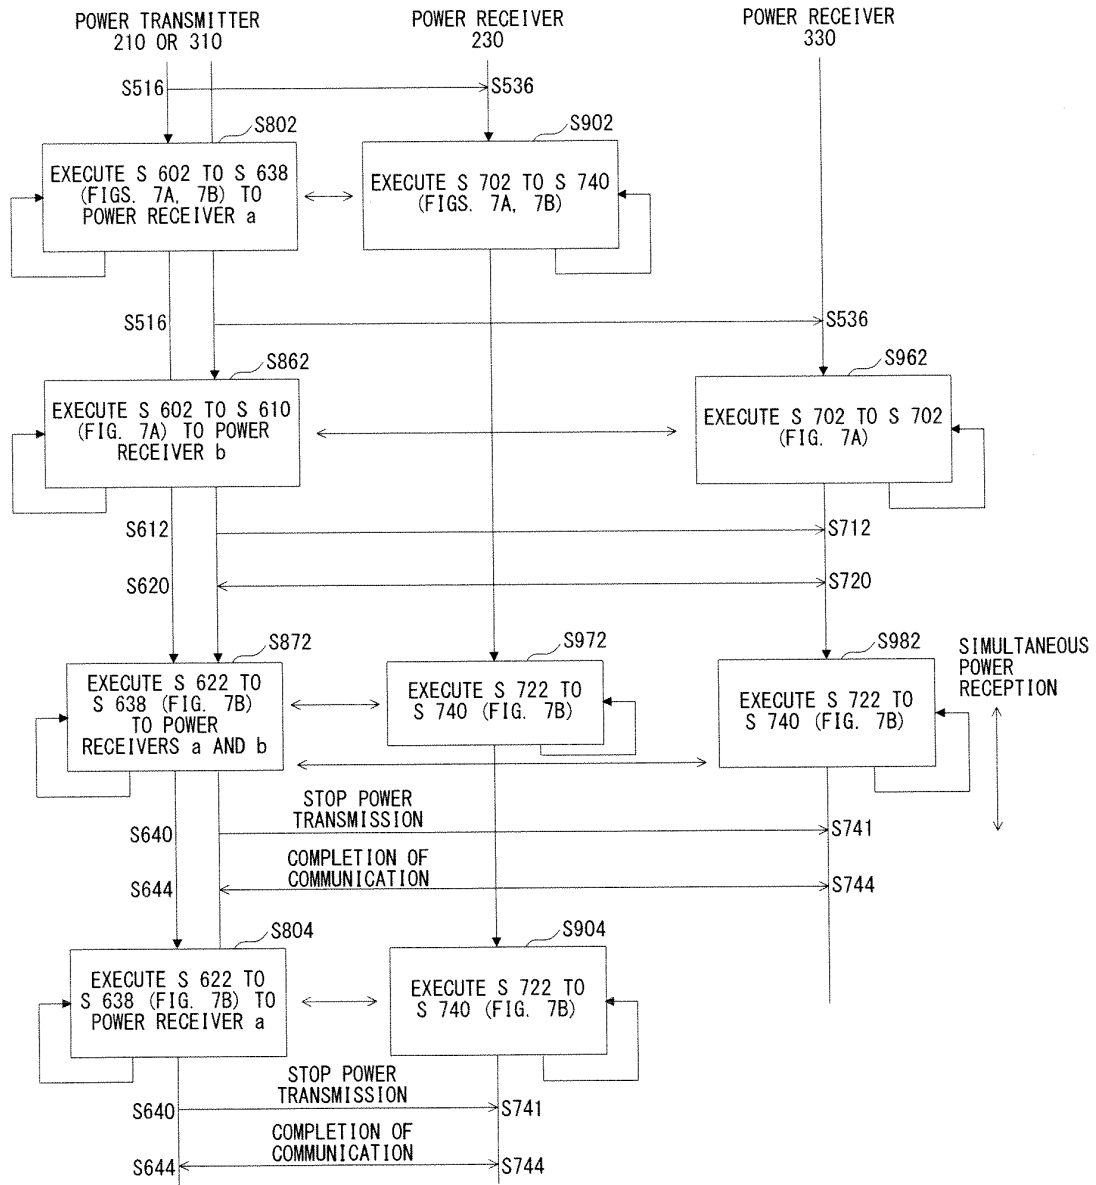 POWER TRANSMITTER
210 OR 310
POWER RECEIVER
230
POWER RECEIVER
330
S516
S536
S802
EXECUTE S 602 TO S 638
(FIGS. 7A, 7B) TO
POWER RECEIVER a
S902
EXECUTE S 702 TO S 740
(FIGS. 7A, 7B)
S516
S536
S862
EXECUTE S 602 TO S 610
(FIG. 7A) TO POWER
RECEIVER b
S962
EXECUTE S 702 TO S 702
(FIG. 7A)
S612
S712
S620
S720
S872
EXECUTE S 622 TO
S 638 (FIG. 7B)
TO POWER
RECEIVERS a AND b
S972
EXECUTE S 722 TO
S 740 (FIG. 7B)
S982
EXECUTE S 722 TO
S 740 (FIG. 7B)
SIMULTANEOUS
POWER
RECEPTION
STOP POWER
TRANSMISSION
S640
S741
COMPLETION OF
COMMUNICATION
S644
S744
S804
EXECUTE S 622 TO
S 638 (FIG. 7B) TO
POWER RECEIVER a
S904
EXECUTE S 722 TO
S 740 (FIG. 7B)
STOP POWER
TRANSMISSION
S640
S741
COMPLETION OF
COMMUNICATION
S644
S744